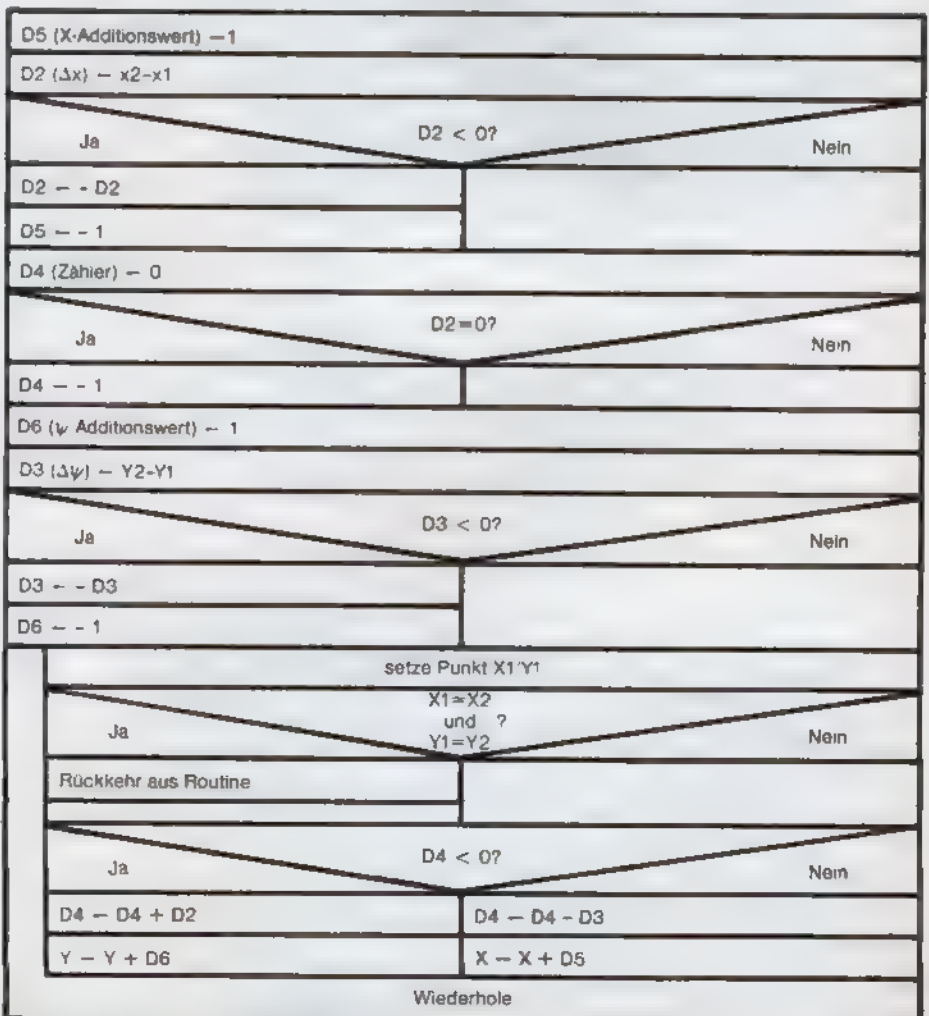 D5 (X-Additionswert) — 1
D2 (Δx) — x2-x1
D2 < 0?
Ja
Nein
D2 — - D2
D5 — - 1
D4 (Zähler) — 0
D2=0?
Ja
Nein
D4 — - 1
D6 (ψ Additionswert) — 1
D3 (Δψ) — Y2-Y1
D3 < 0?
Ja
Nein
D3 — - D3
D6 — - 1
setze Punkt X1'Y1
X1=X2
und ?
Y1=Y2
Ja
Nein
Rückkehr aus Routine
D4 < 0?
Ja
Nein
D4 — D4 + D2
D4 — D4 - D3
Y — Y + D6
X — X + D5
Wiederhole